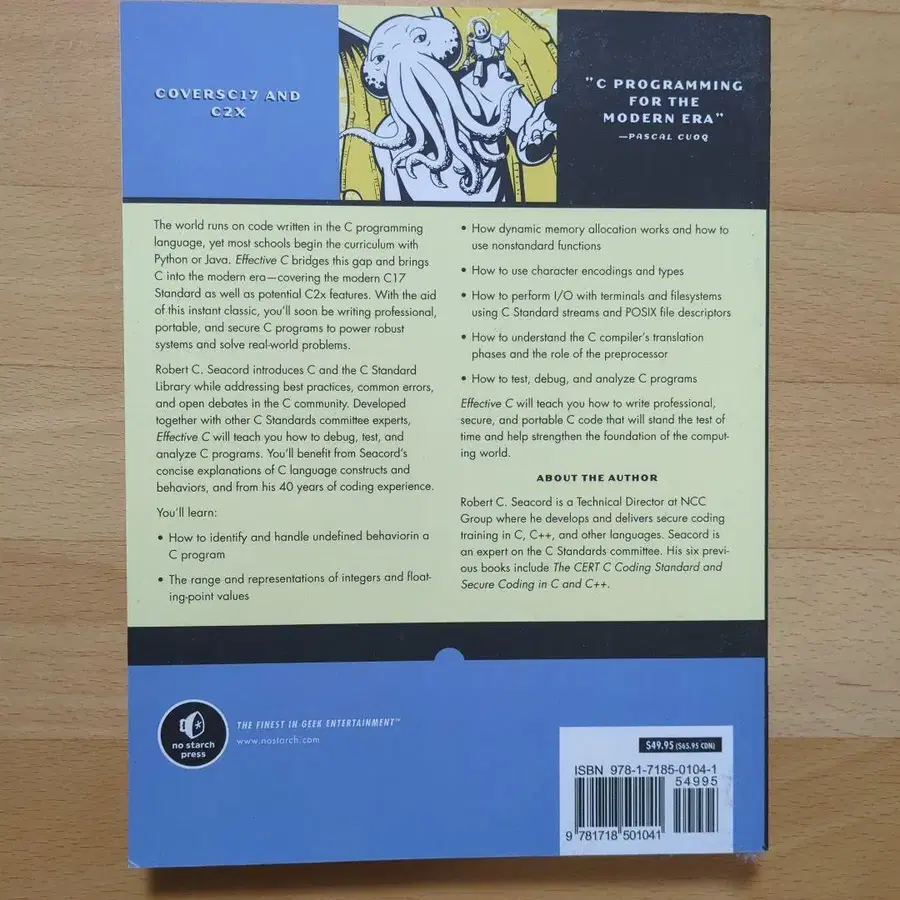 COVERSC17 AND
C2X
"C PROGRAMMING
FOR THE
MODERN ERA"
—PASCAL CUOQ
The world runs on code written in the C programming
language, yet most schools begin the curriculum with
Python or Java. Effective C bridges this gap and brings
C into the modern era—covering the modern C17
Standard as well as potential C2x features. With the aid
of this instant classic, you'll soon be writing professional,
portable, and secure C programs to power robust
systems and solve real-world problems.
Robert C. Seacord introduces C and the C Standard
Library while addressing best practices, common errors,
and open debates in the C community. Developed
together with other C Standards committee experts,
Effective C will teach you how to debug, test, and
analyze C programs. You'll benefit from Seacord's
concise explanations of C language constructs and
behaviors, and from his 40 years of coding experience.
You'll learn:
• How to identify and handle undefined behaviorin a
C program
• The range and representations of integers and float-
ing-point values
• How dynamic memory allocation works and how to
use nonstandard functions
• How to use character encodings and types
• How to perform I/O with terminals and filesystems
using C Standard streams and POSIX file descriptors
• How to understand the C compiler's translation
phases and the role of the preprocessor
• How to test, debug, and analyze C programs
Effective C will teach you how to write professional,
secure, and portable C code that will stand the test of
time and help strengthen the foundation of the comput-
ing world.
ABOUT THE AUTHOR
Robert C. Seacord is a Technical Director at NCC
Group where he develops and delivers secure coding
training in C, C++, and other languages. Seacord is
an expert on the C Standards committee. His six previ-
ous books include The CERT C Coding Standard and
Secure Coding in C and C++.
no starch
press
THE FINEST IN GEEK ENTERTAINMENT™
www.nostarch.com
$49.95 ($65.95 CDN)
ISBN 978-1-7185-0104-1
54995
9 781718 501041